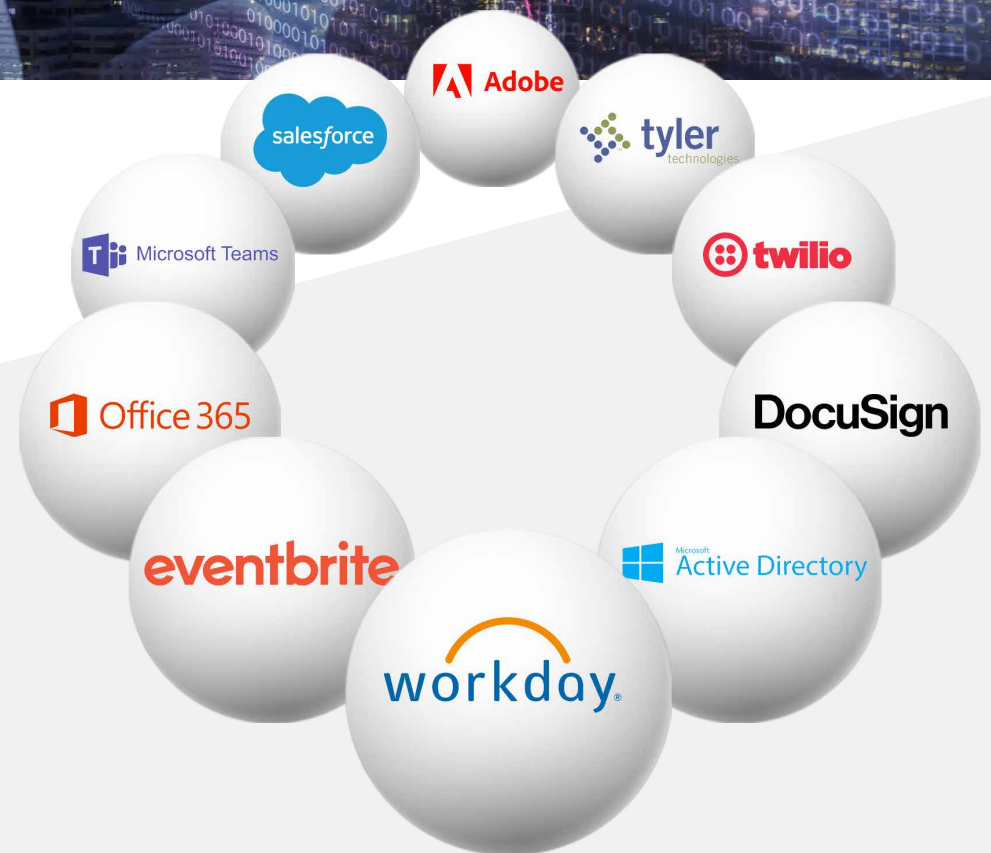 Adobe
salesforce
tyler
technologies
T Microsoft Teams
twilio
Office 365
DocuSign
eventbrite
Microsoft
Active Directory
workday®